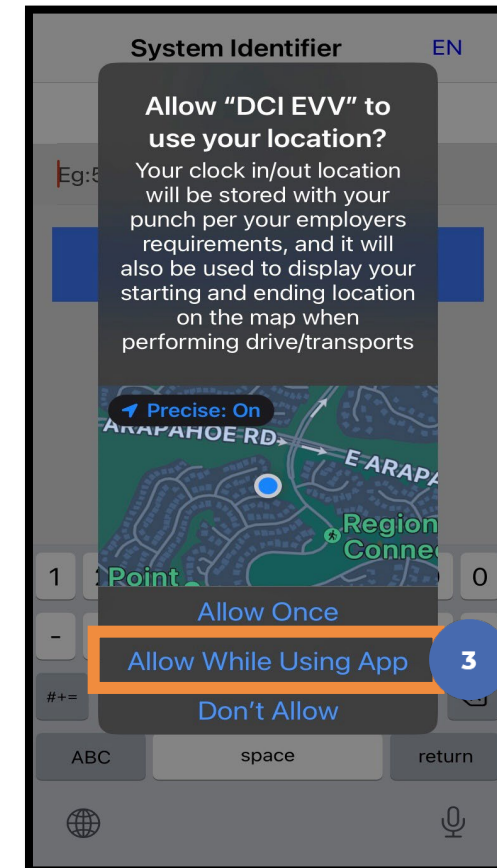 System Identifier EN
Allow “DCI EVV” to
use your location?
Your clock in/out location
will be stored with your
punch per your employers
requirements, and it will
also be used to display your
starting and ending location
on the map when
performing drive/transports
Eg:5
Precise: On
ARAPAHOE RD
E ARAPA
Region
Conne
Point
1 0
Allow Once
-
Allow While Using App 3
#+= Don’t Allow
ABC space return